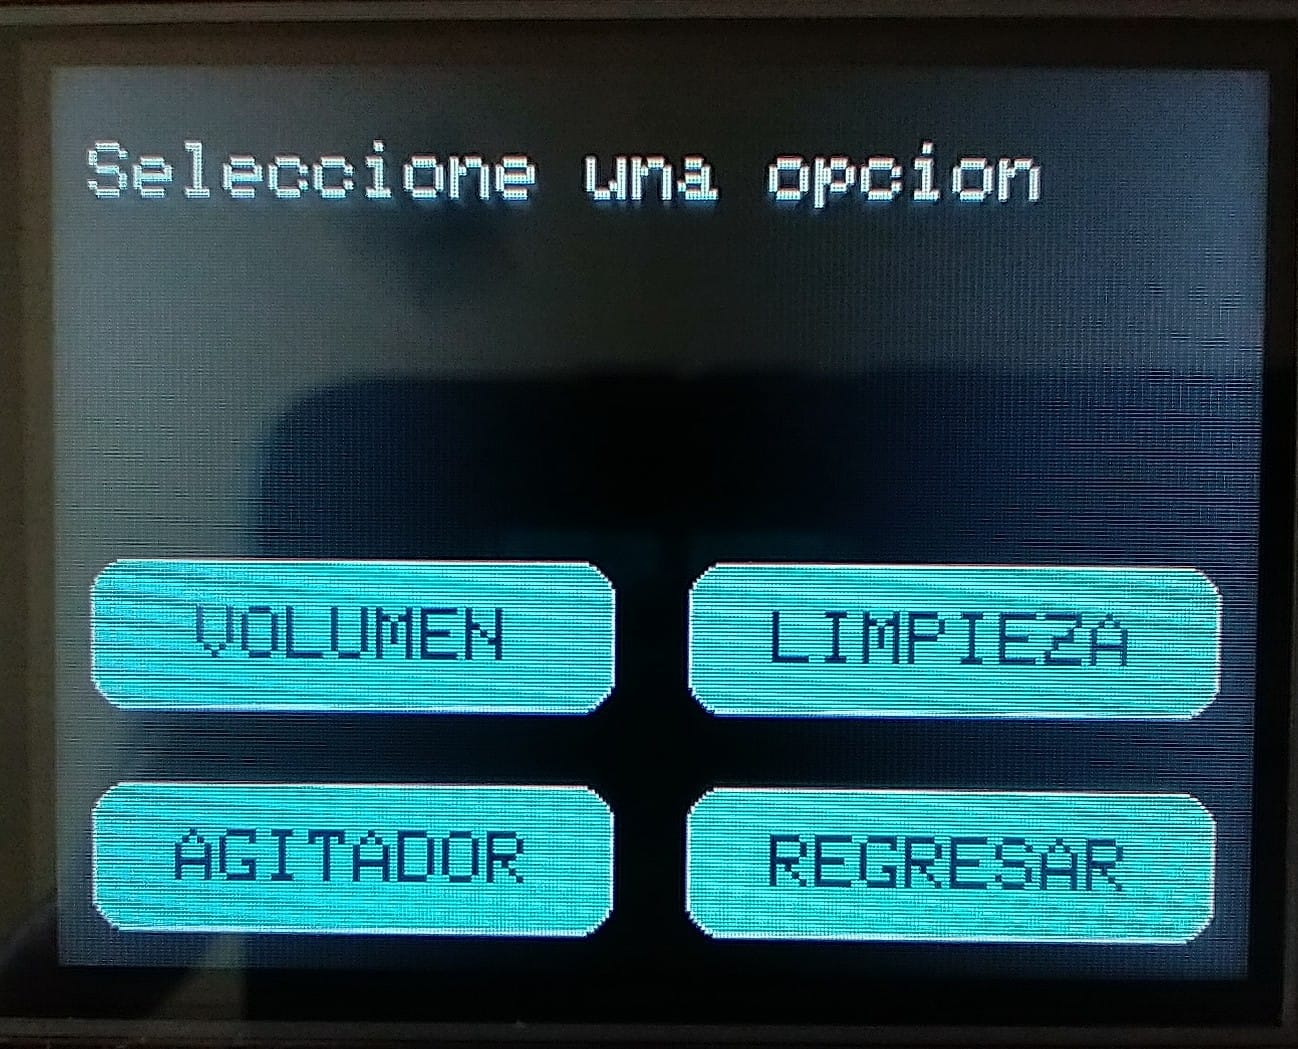 Seleccione una opcion
VOLUMEN
LIMPIEZA
AGITADOR
REGRESAR